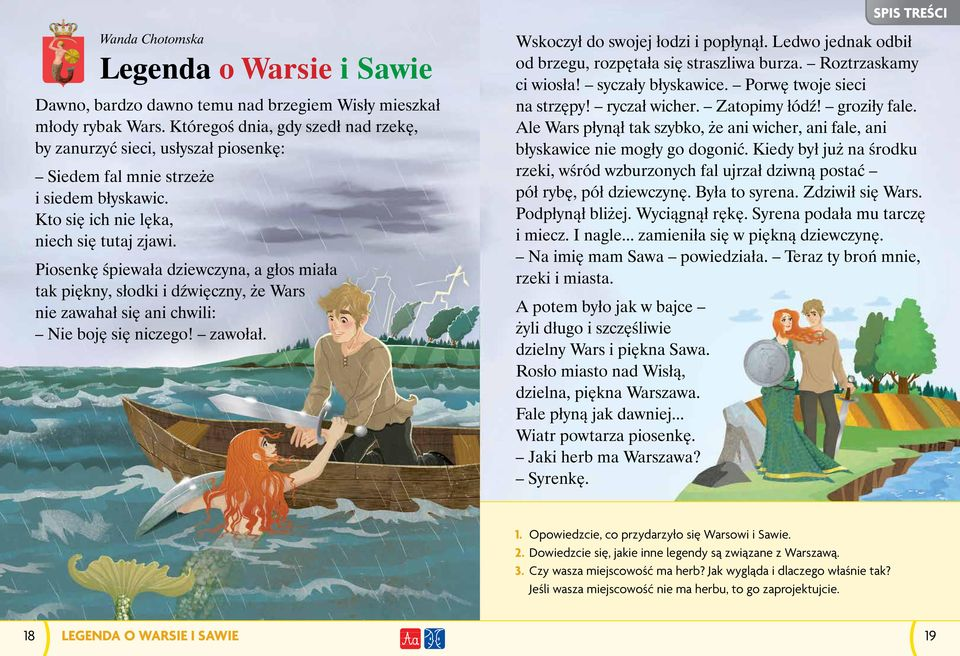 Wanda Chotomska
Legenda o Warsie i Sawie
Dawno, bardzo dawno temu nad brzegiem Wisły mieszkał
młody rybak Wars. Któregoś dnia, gdy szedł nad rzekę,
by zanurzyć sieci, usłyszał piosenkę:
– Siedem fal mnie strzeże
i siedem błyskawic.
Kto się ich nie lęka,
niech się tutaj zjawi.
Piosenkę śpiewała dziewczyna, a głos miała
tak piękny, słodki i dźwięczny, że Wars
nie zawahał się ani chwili:
– Nie boję się niczego! – zawołał.
18 LEGENDA O WARSIE I SAWIE
Aa
SPIS TREŚCI
Wskoczył do swojej łodzi i popłynął. Ledwo jednak odbił
od brzegu, rozpętała się straszliwa burza. – Roztrzaskamy
ci wiosła! – syczały błyskawice. – Porwę twoje sieci
na strzępy! – ryczał wicher. – Zatopimy łódź! – groziły fale.
Ale Wars płynął tak szybko, że ani wicher, ani fale, ani
błyskawice nie mogły go dogonić. Kiedy był już na środku
rzeki, wśród wzburzonych fal ujrzał dziwną postać –
pół rybę, pół dziewczynę. Była to syrena. Zdziwił się Wars.
Podpłynął bliżej. Wyciągnął rękę. Syrena podała mu tarczę
i miecz. I nagle... zamieniła się w piękną dziewczynę.
– Na imię mam Sawa – powiedziała. – Teraz ty broń mnie,
rzeki i miasta.
A potem było jak w bajce –
żyli długo i szczęśliwie
dzielny Wars i piękna Sawa.
Rosło miasto nad Wisłą,
dzielna, piękna Warszawa.
Fale płyną jak dawniej...
Wiatr powtarza piosenkę.
– Jaki herb ma Warszawa?
– Syrenkę.
1. Opowiedzcie, co przydarzyło się Warsowi i Sawie.
2. Dowiedzcie się, jakie inne legendy są związane z Warszawą.
3. Czy wasza miejscowość ma herb? Jak wygląda i dlaczego właśnie tak?
Jeśli wasza miejscowość nie ma herbu, to go zaprojektujcie.
19